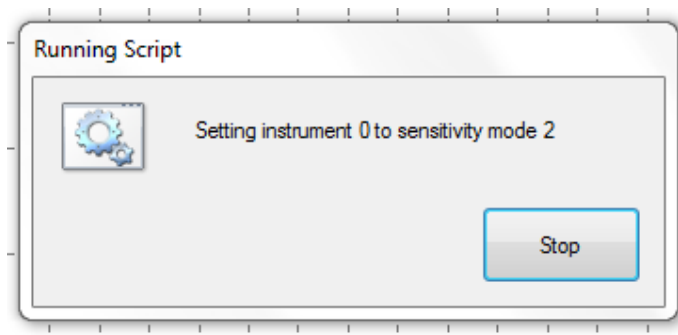 Running Script
Setting instrument 0 to sensitivity mode 2
Stop